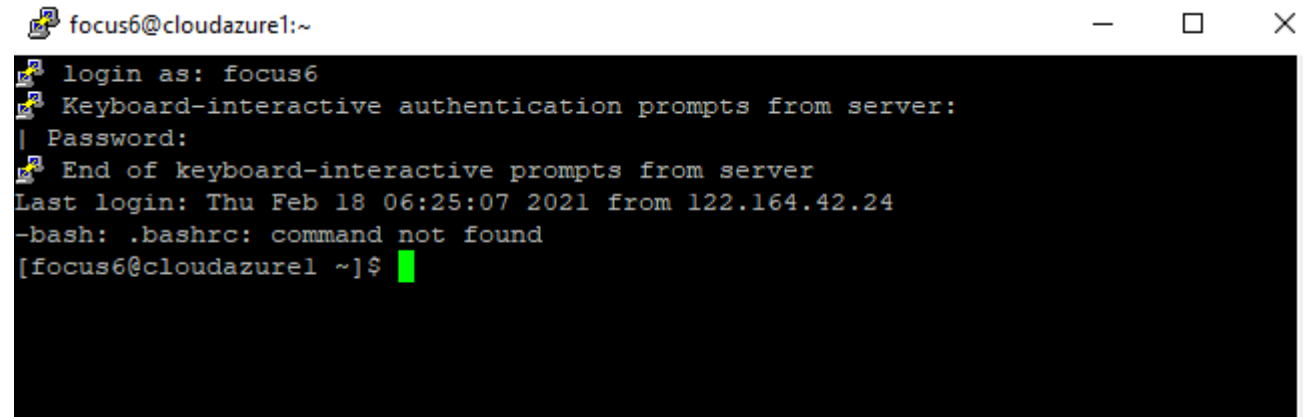 focus6@cloudazure1:~
login as: focus6
Keyboard-interactive authentication prompts from server:
| Password:
End of keyboard-interactive prompts from server
Last login: Thu Feb 18 06:25:07 2021 from 122.164.42.24
-bash: .bashrc: command not found
[focus6@cloudazure1 ~]$